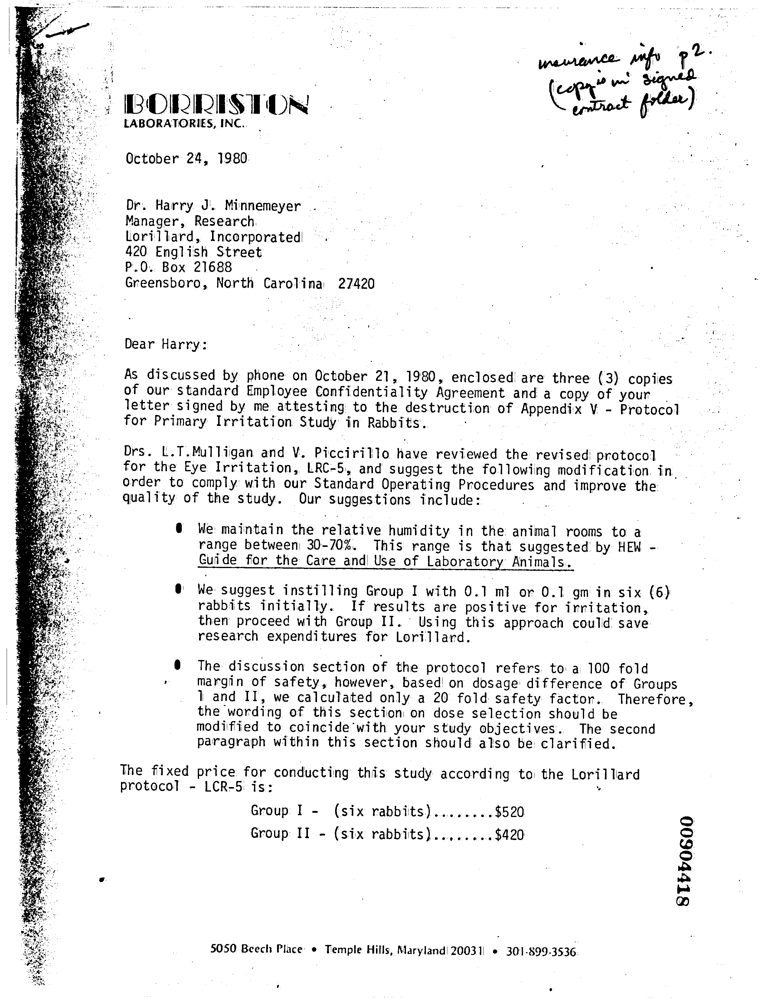 insurance info p 2.
(copy is in signed
contract folder)
BORRISTON
LABORATORIES, INC.
October 24, 1980
Dr. Harry J. Minnemeyer
Manager, Research
Lorillard, Incorporated
420 English Street
P.O. Box 21688
Greensboro, North Carolina 27420
Dear Harry:
As discussed by phone on October 21, 1980, enclosed are three (3) copies
of our standard Employee Confidentiality Agreement and a copy of your
letter signed by me attesting to the destruction of Appendix V - Protocol
for Primary Irritation Study in Rabbits.
Drs. L.T.Mulligan and V. Piccirillo have reviewed the revised protocol
for the Eye Irritation, LRC-5, and suggest the following modification in
order to comply with our Standard Operating Procedures and improve the
quality of the study. Our suggestions include:
● We maintain the relative humidity in the animal rooms to a
range between 30-70%. This range is that suggested by HEW -
Guide for the Care and Use of Laboratory Animals.
● We suggest instilling Group I with 0.1 ml or 0.1 gm in six (6)
rabbits initially. If results are positive for irritation,
then proceed with Group II. Using this approach could save
research expenditures for Lorillard.
● The discussion section of the protocol refers to a 100 fold
margin of safety, however, based on dosage difference of Groups
1 and II, we calculated only a 20 fold safety factor. Therefore,
the wording of this section on dose selection should be
modified to coincide with your study objectives. The second
paragraph within this section should also be clarified.
The fixed price for conducting this study according to the Lorillard
protocol - LCR-5 is:
Group I - (six rabbits)........$520
Group II - (six rabbits)........$420
00904418
5050 Beech Place • Temple Hills, Maryland 20031 • 301-899-3536